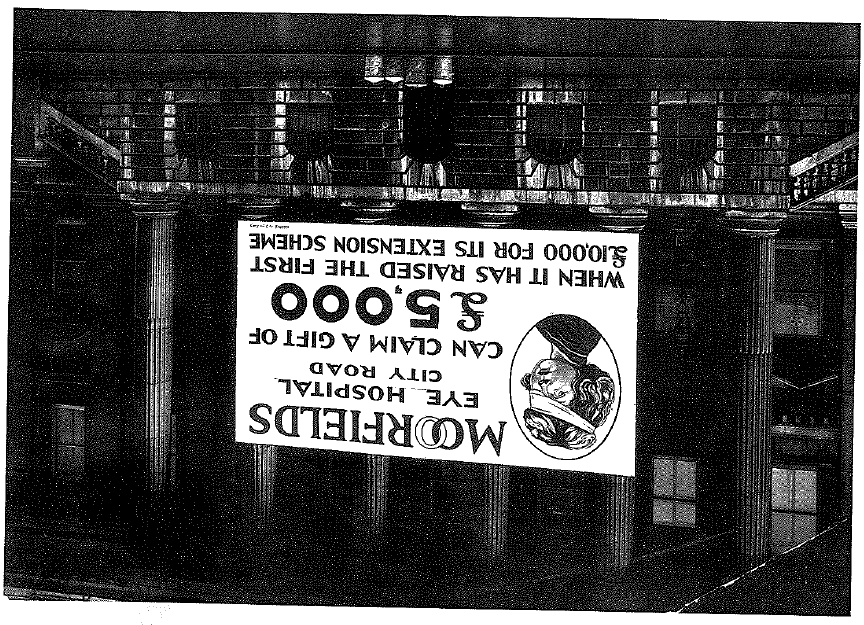 MOORFIELDS
EYE HOSPITAL
CITY ROAD
CAN CLAIM A GIFT OF
£5,000
WHEN IT HAS RAISED THE FIRST
£10,000 FOR ITS EXTENSION SCHEME